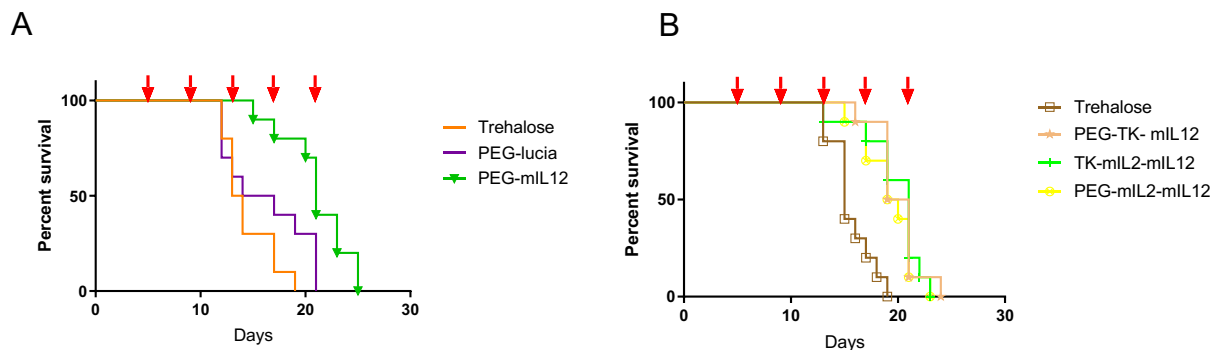 A
Percent survival
100
50
0
0
10
20
30
Days
Trehalose
PEG-lucia
PEG-mIL12
B
Percent survival
100
50
0
0
10
20
30
Days
Trehalose
PEG-TK- mIL12
TK-mIL2-mIL12
PEG-mIL2-mIL12